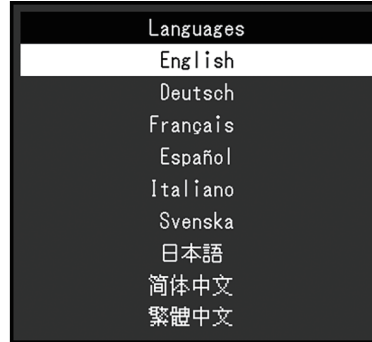 Languages
English
Deutsch
Français
Español
Italiano
Svenska
日本語
简体中文
繁體中文